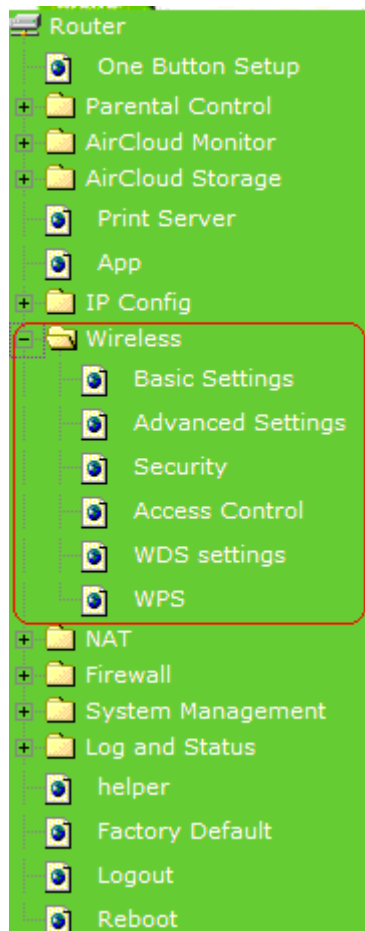 Router
One Button Setup
Parental Control
AirCloud Monitor
AirCloud Storage
Print Server
App
IP Config
Wireless
Basic Settings
Advanced Settings
Security
Access Control
WDS settings
WPS
NAT
Firewall
System Management
Log and Status
helper
Factory Default
Logout
Reboot